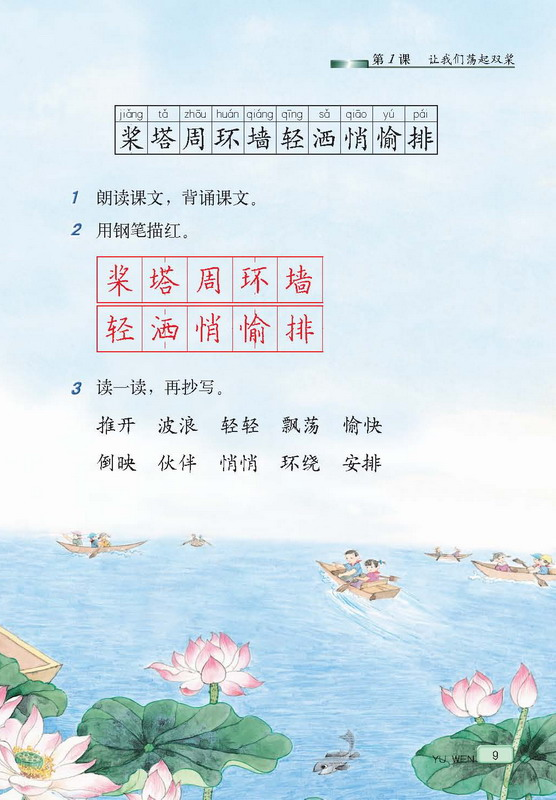 第1课 让我们荡起双桨
jiǎng tǎ zhōu huán qiáng qīng sǎ qiāo yú pái
桨塔周环墙轻洒悄愉排
1 朗读课文，背诵课文。
2 用钢笔描红。
桨塔周环墙
轻洒悄愉排
3 读一读，再抄写。
推开 波浪 轻轻 飘荡 愉快
倒映 伙伴 悄悄 环绕 安排
YU WEN 9